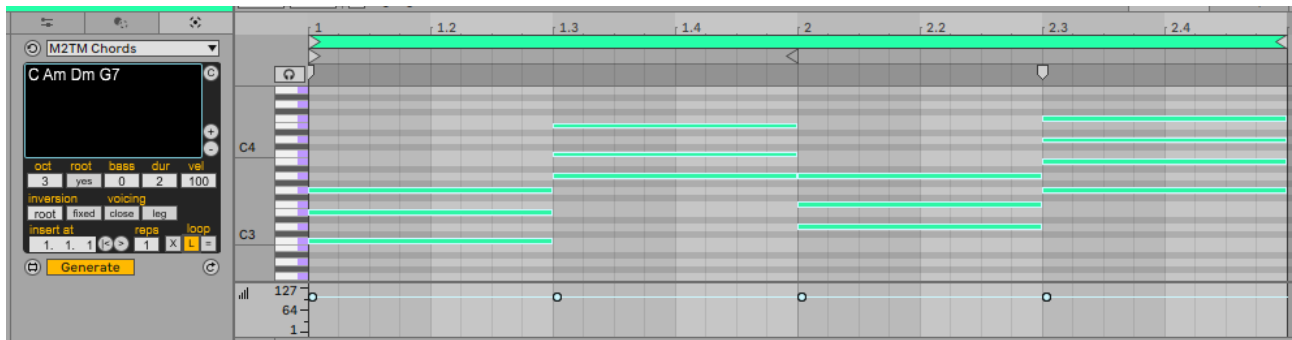 1 1.2 1.3 1.4 2 2.2 2.3 2.4
M2TM Chords
C Am Dm G7
C
+
-
C4
oct root bass dur vel
3 yes 0 2 100
inversion voicing
root fixed close leg
insert at reps loop
1. 1. 1 |< > 1 X L =
C3
Generate
127
64
1